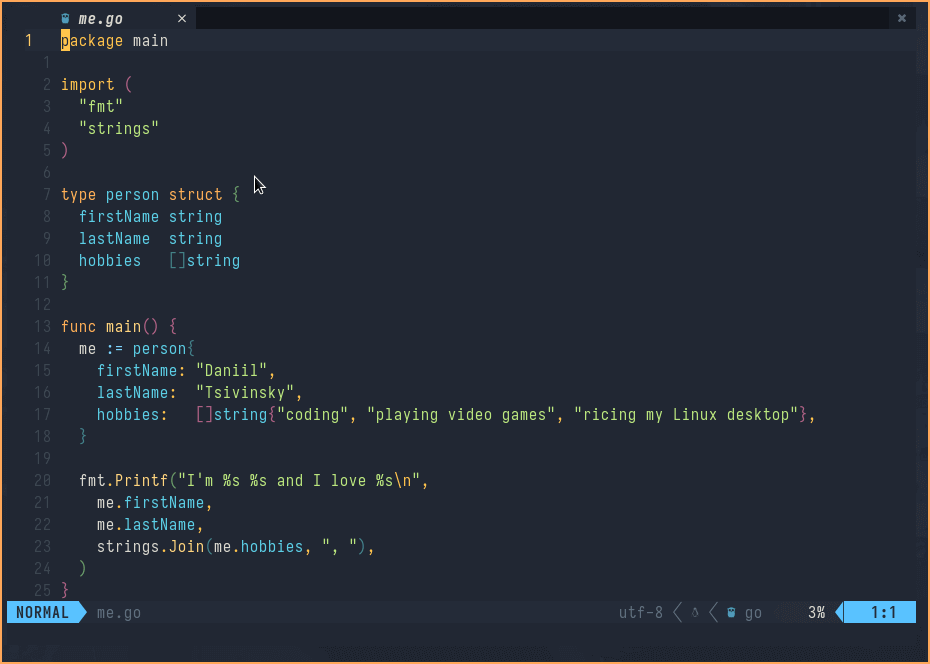 me.go ×
1 package main
1
2 import (
3 "fmt"
4 "strings"
5 )
6
7 type person struct {
8 firstName string
9 lastName  string
10 hobbies   []string
11 }
12
13 func main() {
14 me := person{
15 firstName: "Daniil",
16 lastName:  "Tsivinsky",
17 hobbies:   []string{"coding", "playing video games", "ricing my Linux desktop"},
18 }
19
20 fmt.Printf("I'm %s %s and I love %s\n",
21 me.firstName,
22 me.lastName,
23 strings.Join(me.hobbies, ", "),
24 )
25 }
NORMAL me.go utf-8 go 3% 1:1